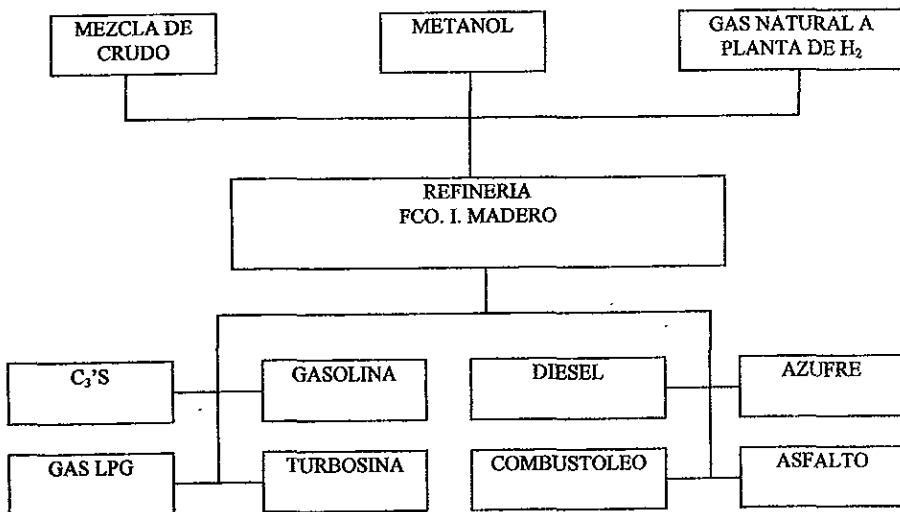 MEZCLA DE
CRUDO
METANOL
GAS NATURAL A
PLANTA DE H₂
REFINERIA
FCO. I. MADERO
C₃'S
GASOLINA
DIESEL
AZUFRE
GAS LPG
TURBOSINA
COMBUSTOLEO
ASFALTO